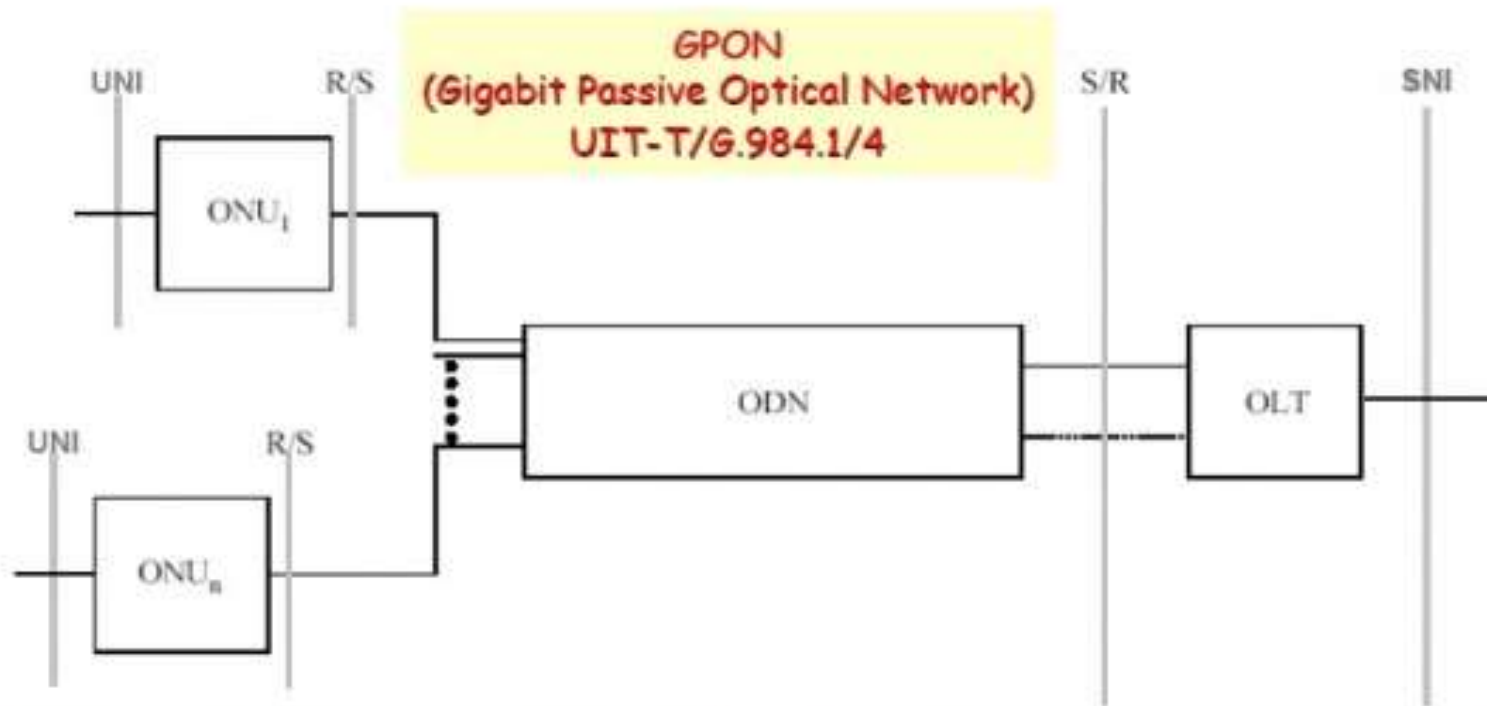 GPON
(Gigabit Passive Optical Network)
UIT-T/G.984.1/4
UNI
R/S
S/R
SNI
ONU₁
ODN
OLT
UNI
R/S
ONUₙ